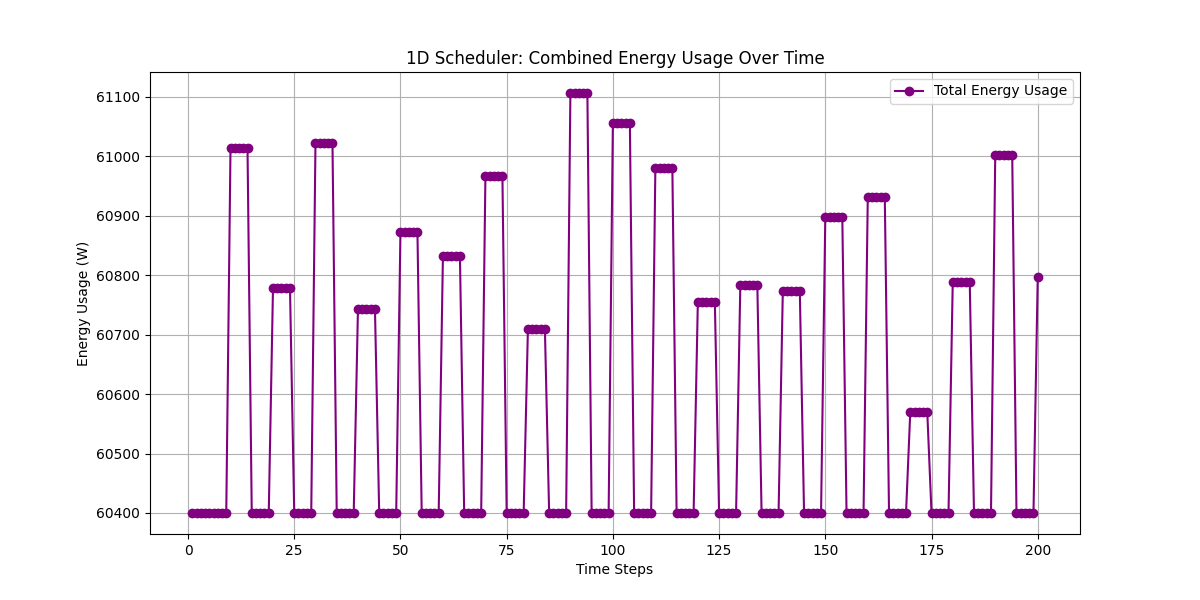 1D Scheduler: Combined Energy Usage Over Time
Total Energy Usage
Energy Usage (W)
61100
61000
60900
60800
60700
60600
60500
60400
0 25 50 75 100 125 150 175 200
Time Steps